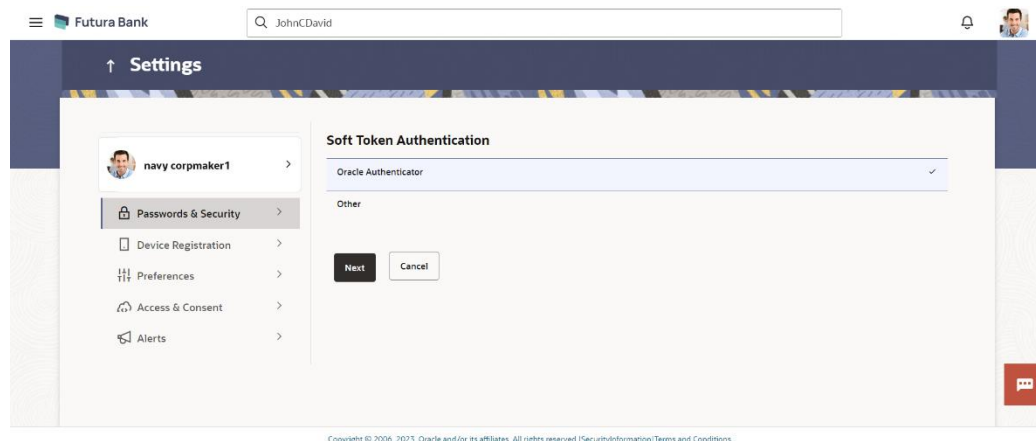 Futura Bank
JohnCDavid
↑ Settings
navy corpmaker1
Passwords & Security
Device Registration
Preferences
Access & Consent
Alerts
Soft Token Authentication
Oracle Authenticator
Other
Next
Cancel
Copyright © 2006, 2023, Oracle and/or its affiliates. All rights reserved.|SecurityInformation|Terms and Conditions